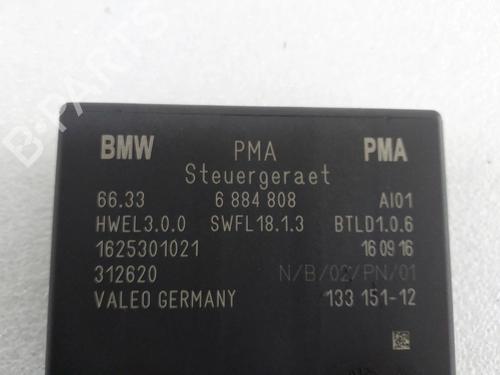 B-PARTS
BMW PMA PMA
Steuergeraet
66.33 6 884 808 AI01
HWEL3.0.0 SWFL18.1.3 BTLD1.0.6
1625301021 16 09 16
312620 N/B/02/PN/01
VALEO GERMANY 133 151-12